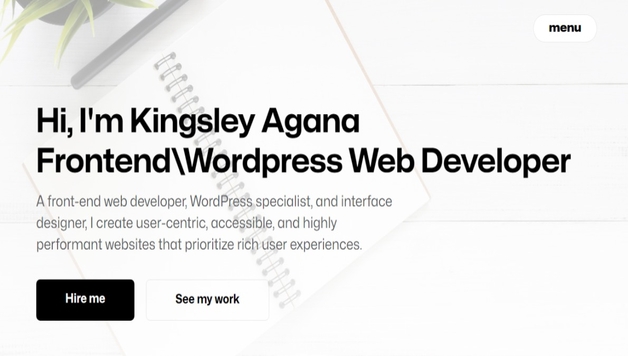 menu
Hi, I'm Kingsley Agana
Frontend\Wordpress Web Developer
A front-end web developer, WordPress specialist, and interface
designer, I create user-centric, accessible, and highly
performant websites that prioritize rich user experiences.
Hire me
See my work